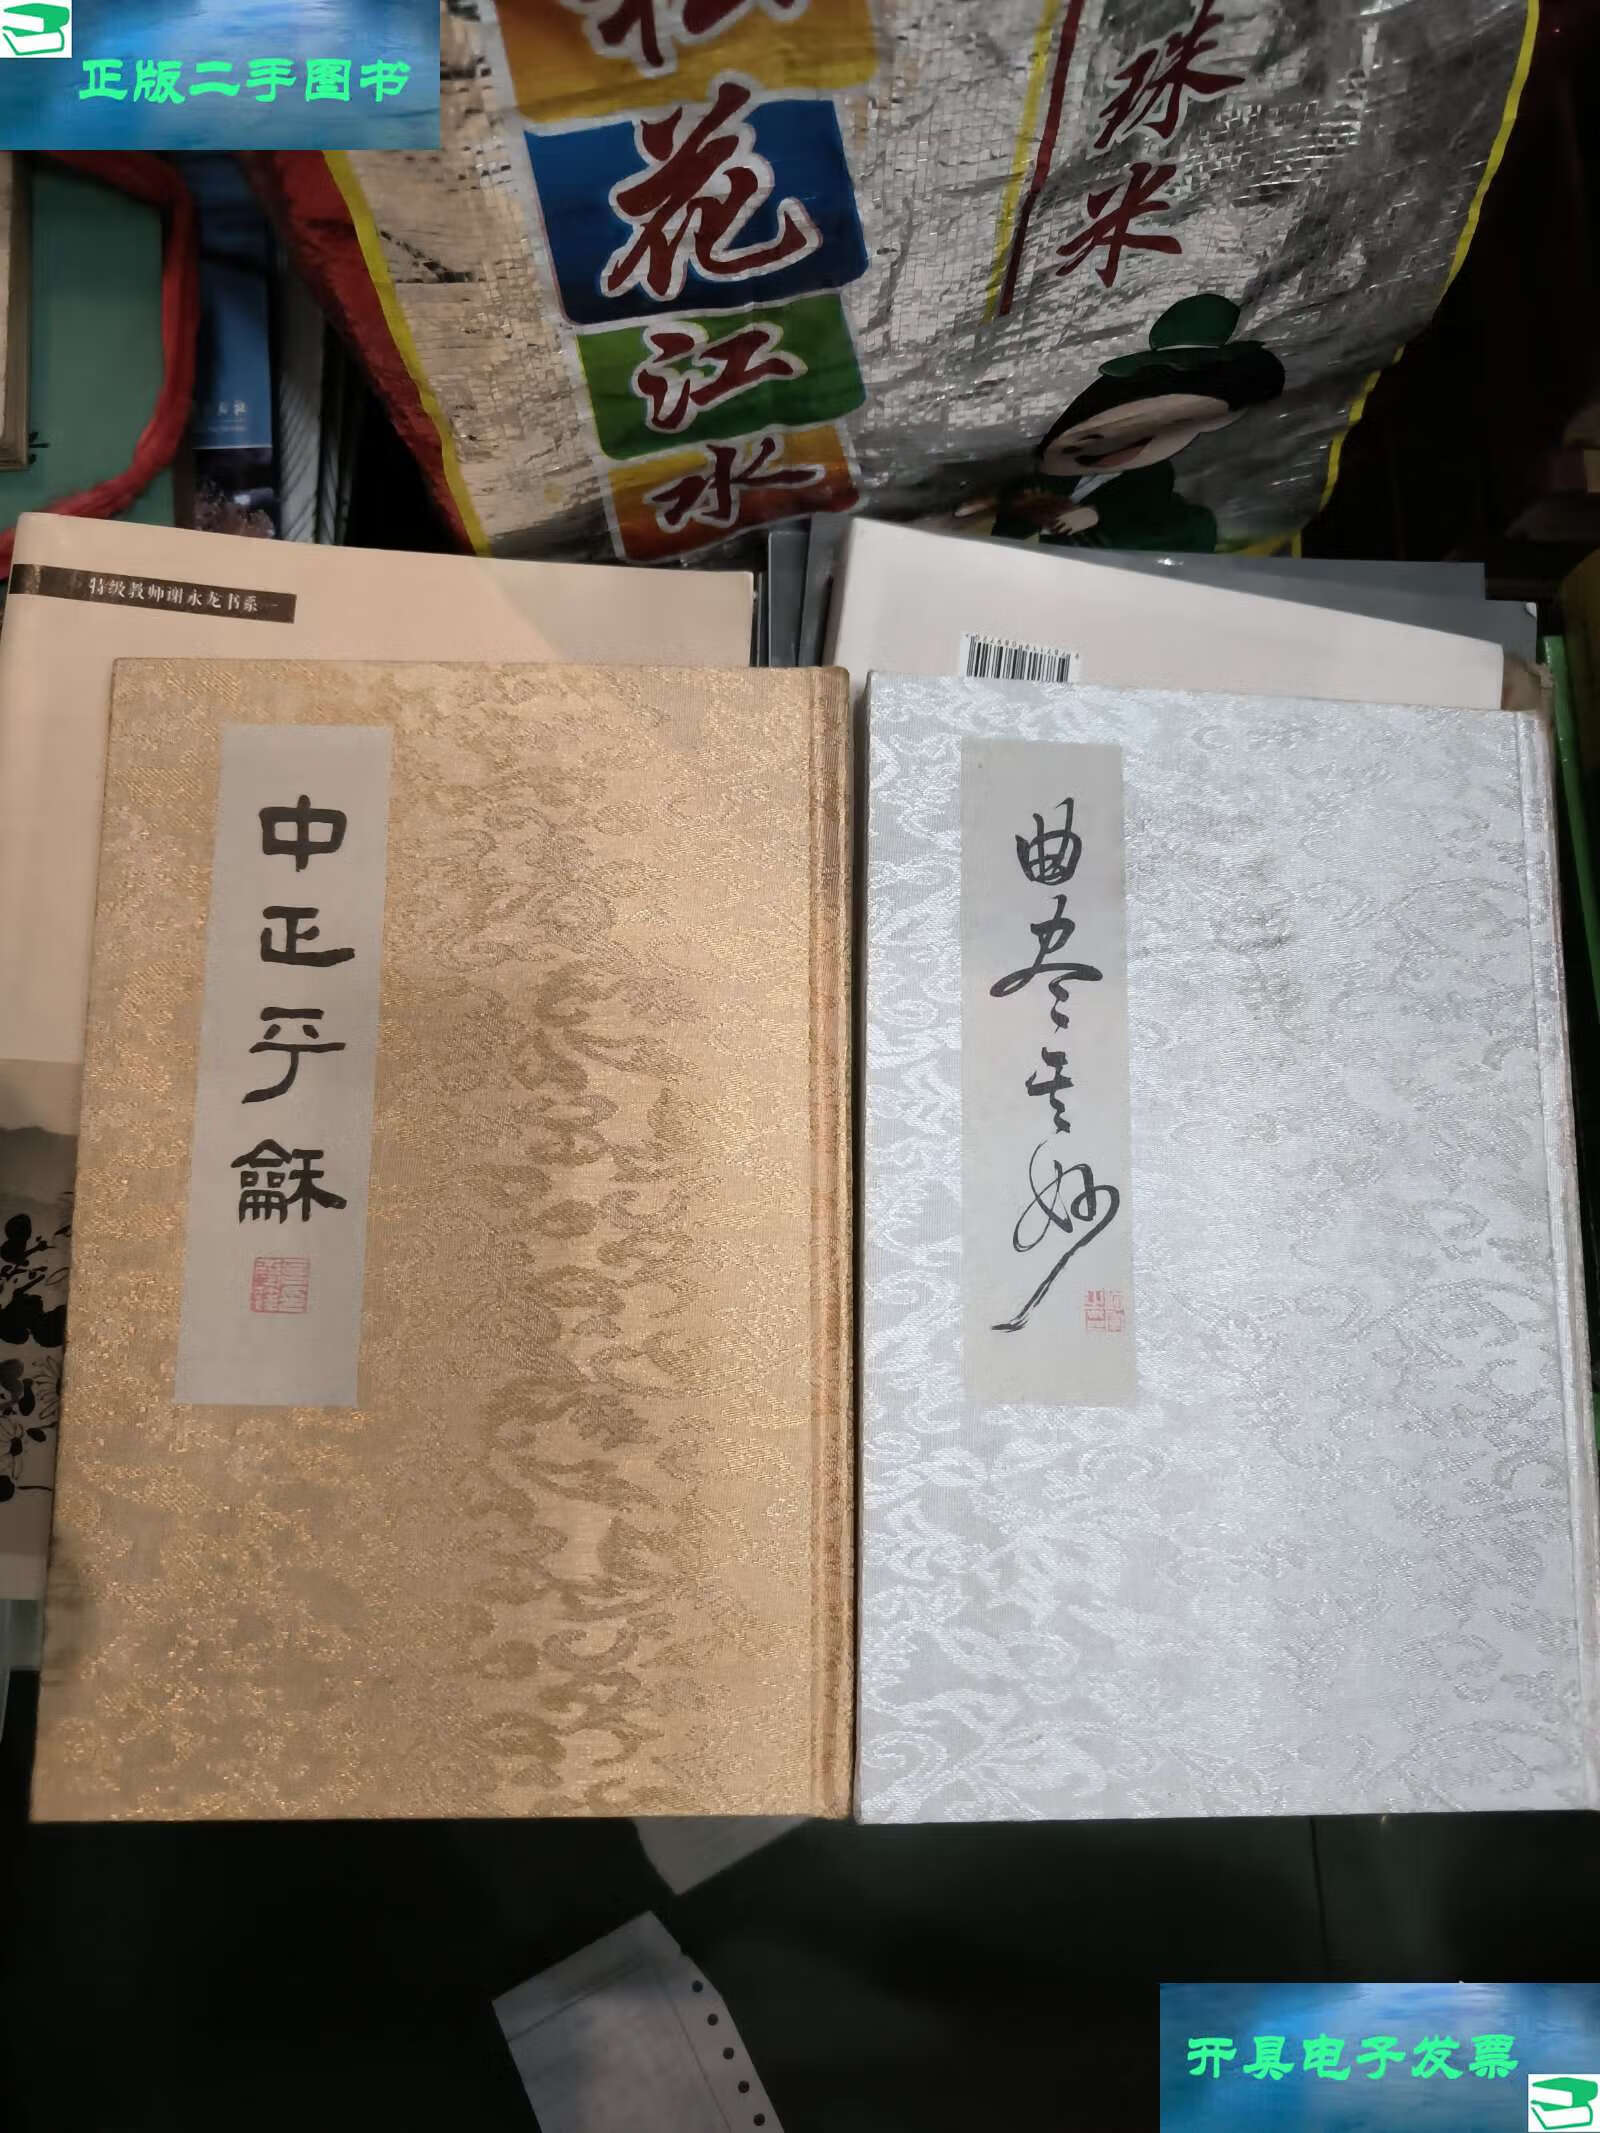 正版二手图书
花江水
珠米
特级教师谢永龙书系
中正平龢
曲尽其妙
开具电子发票